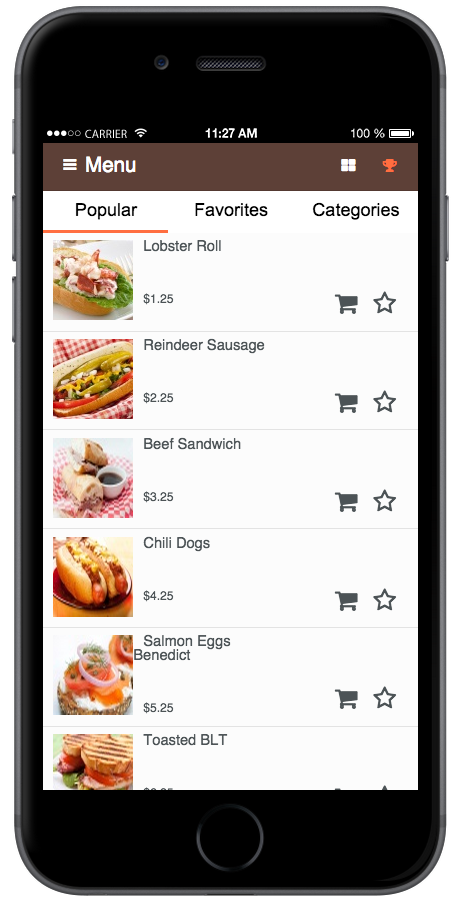 CARRIER 11:27 AM 100 %
Menu
Popular Favorites Categories
Lobster Roll
$1.25
Reindeer Sausage
$2.25
Beef Sandwich
$3.25
Chili Dogs
$4.25
Salmon Eggs
Benedict
$5.25
Toasted BLT